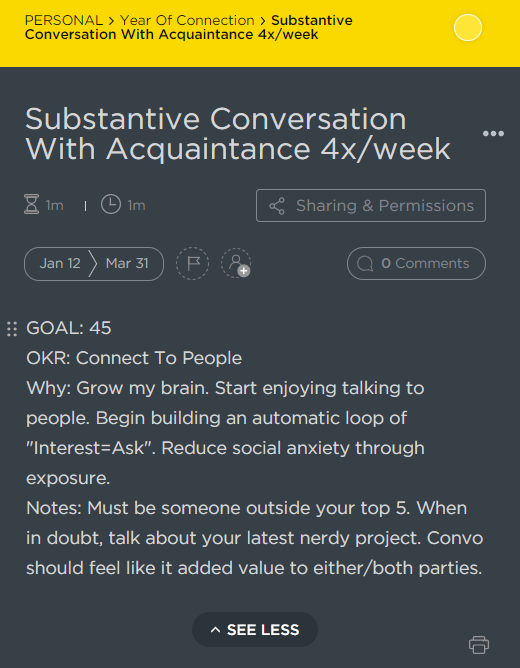 PERSONAL > Year Of Connection > Substantive
Conversation With Acquaintance 4x/week
Substantive Conversation
With Acquaintance 4x/week
1m | 1m
Sharing & Permissions
Jan 12 Mar 31
0 Comments
GOAL: 45
OKR: Connect To People
Why: Grow my brain. Start enjoying talking to
people. Begin building an automatic loop of
"Interest=Ask". Reduce social anxiety through
exposure.
Notes: Must be someone outside your top 5. When
in doubt, talk about your latest nerdy project. Convo
should feel like it added value to either/both parties.
SEE LESS